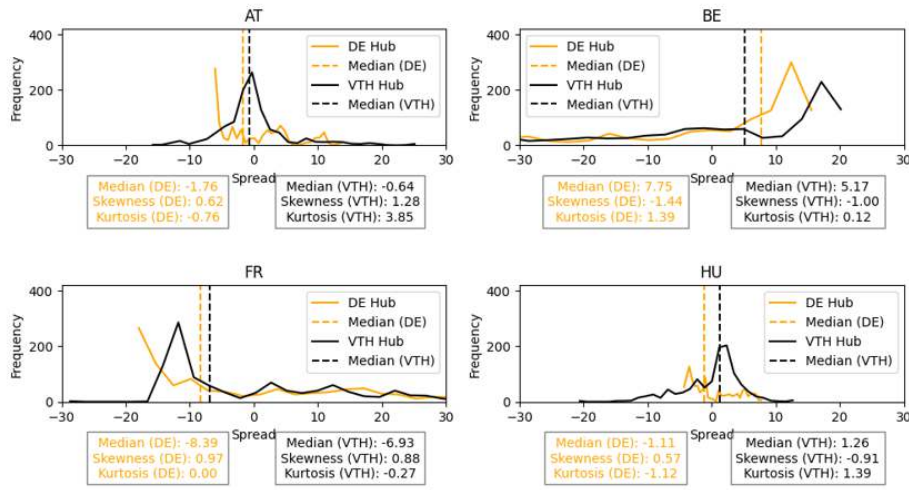 AT
Frequency
400
200
0
DE Hub
Median (DE)
VTH Hub
Median (VTH)
−30 −20 −10 0 10 20 30
Spread
Median (DE): -1.76
Skewness (DE): 0.62
Kurtosis (DE): -0.76
Median (VTH): -0.64
Skewness (VTH): 1.28
Kurtosis (VTH): 3.85
BE
Frequency
400
200
0
DE Hub
Median (DE)
VTH Hub
Median (VTH)
−30 −20 −10 0 10 20 30
Spread
Median (DE): 7.75
Skewness (DE): -1.44
Kurtosis (DE): 1.39
Median (VTH): 5.17
Skewness (VTH): -1.00
Kurtosis (VTH): 0.12
FR
Frequency
400
200
0
DE Hub
Median (DE)
VTH Hub
Median (VTH)
−30 −20 −10 0 10 20 30
Spread
Median (DE): -8.39
Skewness (DE): 0.97
Kurtosis (DE): 0.00
Median (VTH): -6.93
Skewness (VTH): 0.88
Kurtosis (VTH): -0.27
HU
Frequency
400
200
0
DE Hub
Median (DE)
VTH Hub
Median (VTH)
−30 −20 −10 0 10 20 30
Spread
Median (DE): -1.11
Skewness (DE): 0.57
Kurtosis (DE): -1.12
Median (VTH): 1.26
Skewness (VTH): -0.91
Kurtosis (VTH): 1.39